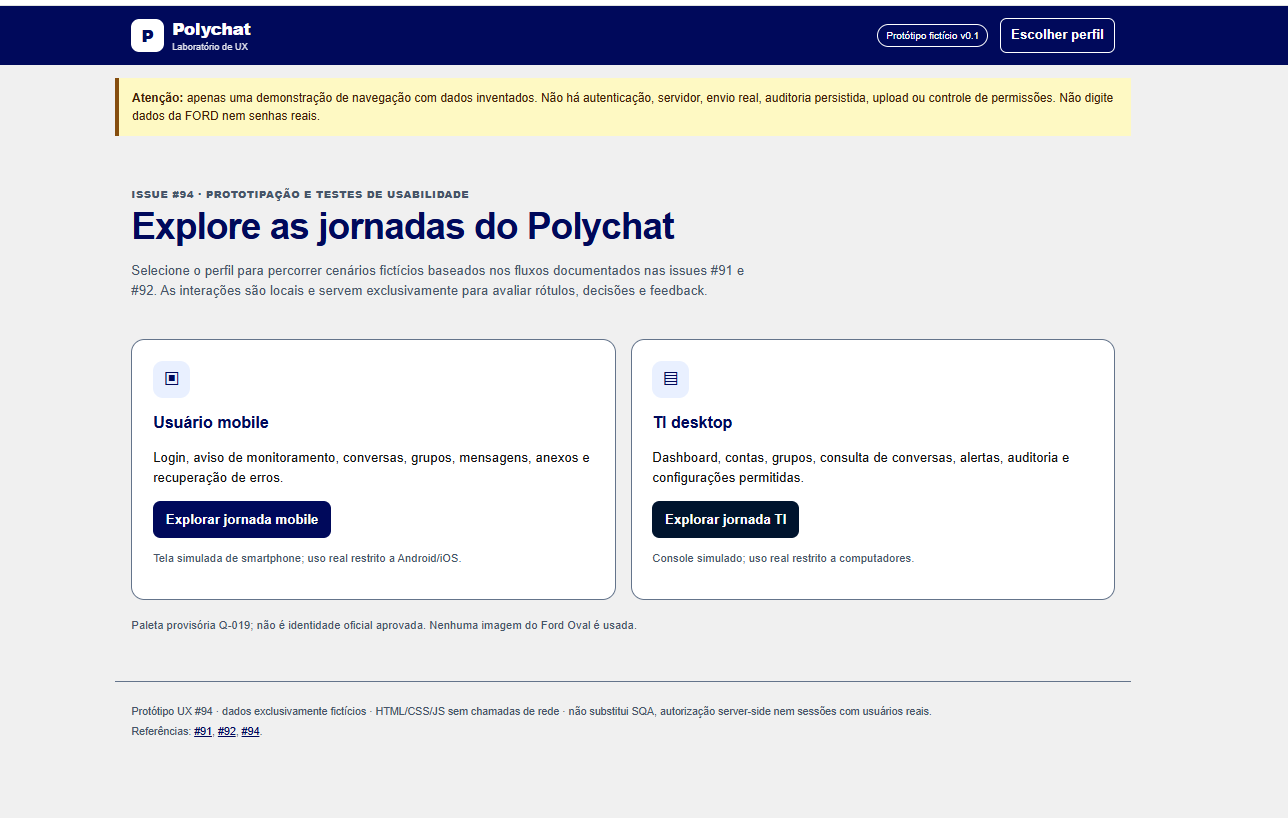 P
Polychat
Laboratório de UX
Protótipo fictício v0.1
Escolher perfil
Atenção: apenas uma demonstração de navegação com dados inventados. Não há autenticação, servidor, envio real, auditoria persistida, upload ou controle de permissões. Não digite
dados da FORD nem senhas reais.
ISSUE #94 · PROTOTIPAÇÃO E TESTES DE USABILIDADE
Explore as jornadas do Polychat
Selecione o perfil para percorrer cenários fictícios baseados nos fluxos documentados nas issues #91 e
#92. As interações são locais e servem exclusivamente para avaliar rótulos, decisões e feedback.
Usuário mobile
Login, aviso de monitoramento, conversas, grupos, mensagens, anexos e
recuperação de erros.
Explorar jornada mobile
Tela simulada de smartphone; uso real restrito a Android/iOS.
TI desktop
Dashboard, contas, grupos, consulta de conversas, alertas, auditoria e
configurações permitidas.
Explorar jornada TI
Console simulado; uso real restrito a computadores.
Paleta provisória Q-019; não é identidade oficial aprovada. Nenhuma imagem do Ford Oval é usada.
Protótipo UX #94 · dados exclusivamente fictícios · HTML/CSS/JS sem chamadas de rede · não substitui SQA, autorização server-side nem sessões com usuários reais.
Referências: #91, #92, #94.